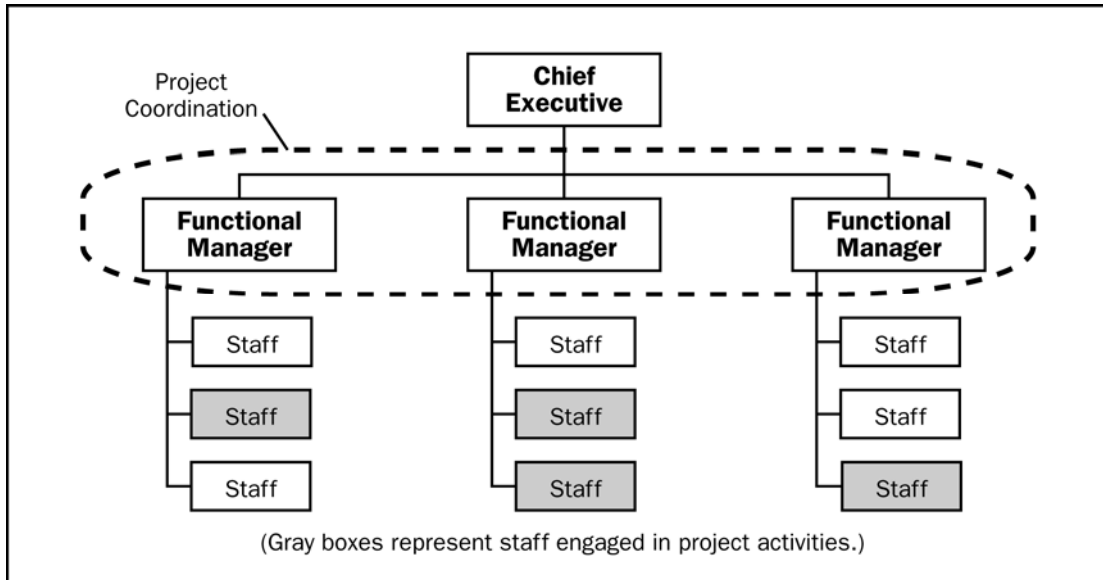 Project
Coordination
Chief
Executive
Functional
Manager
Functional
Manager
Functional
Manager
Staff
Staff
Staff
Staff
Staff
Staff
Staff
Staff
Staff
(Gray boxes represent staff engaged in project activities.)